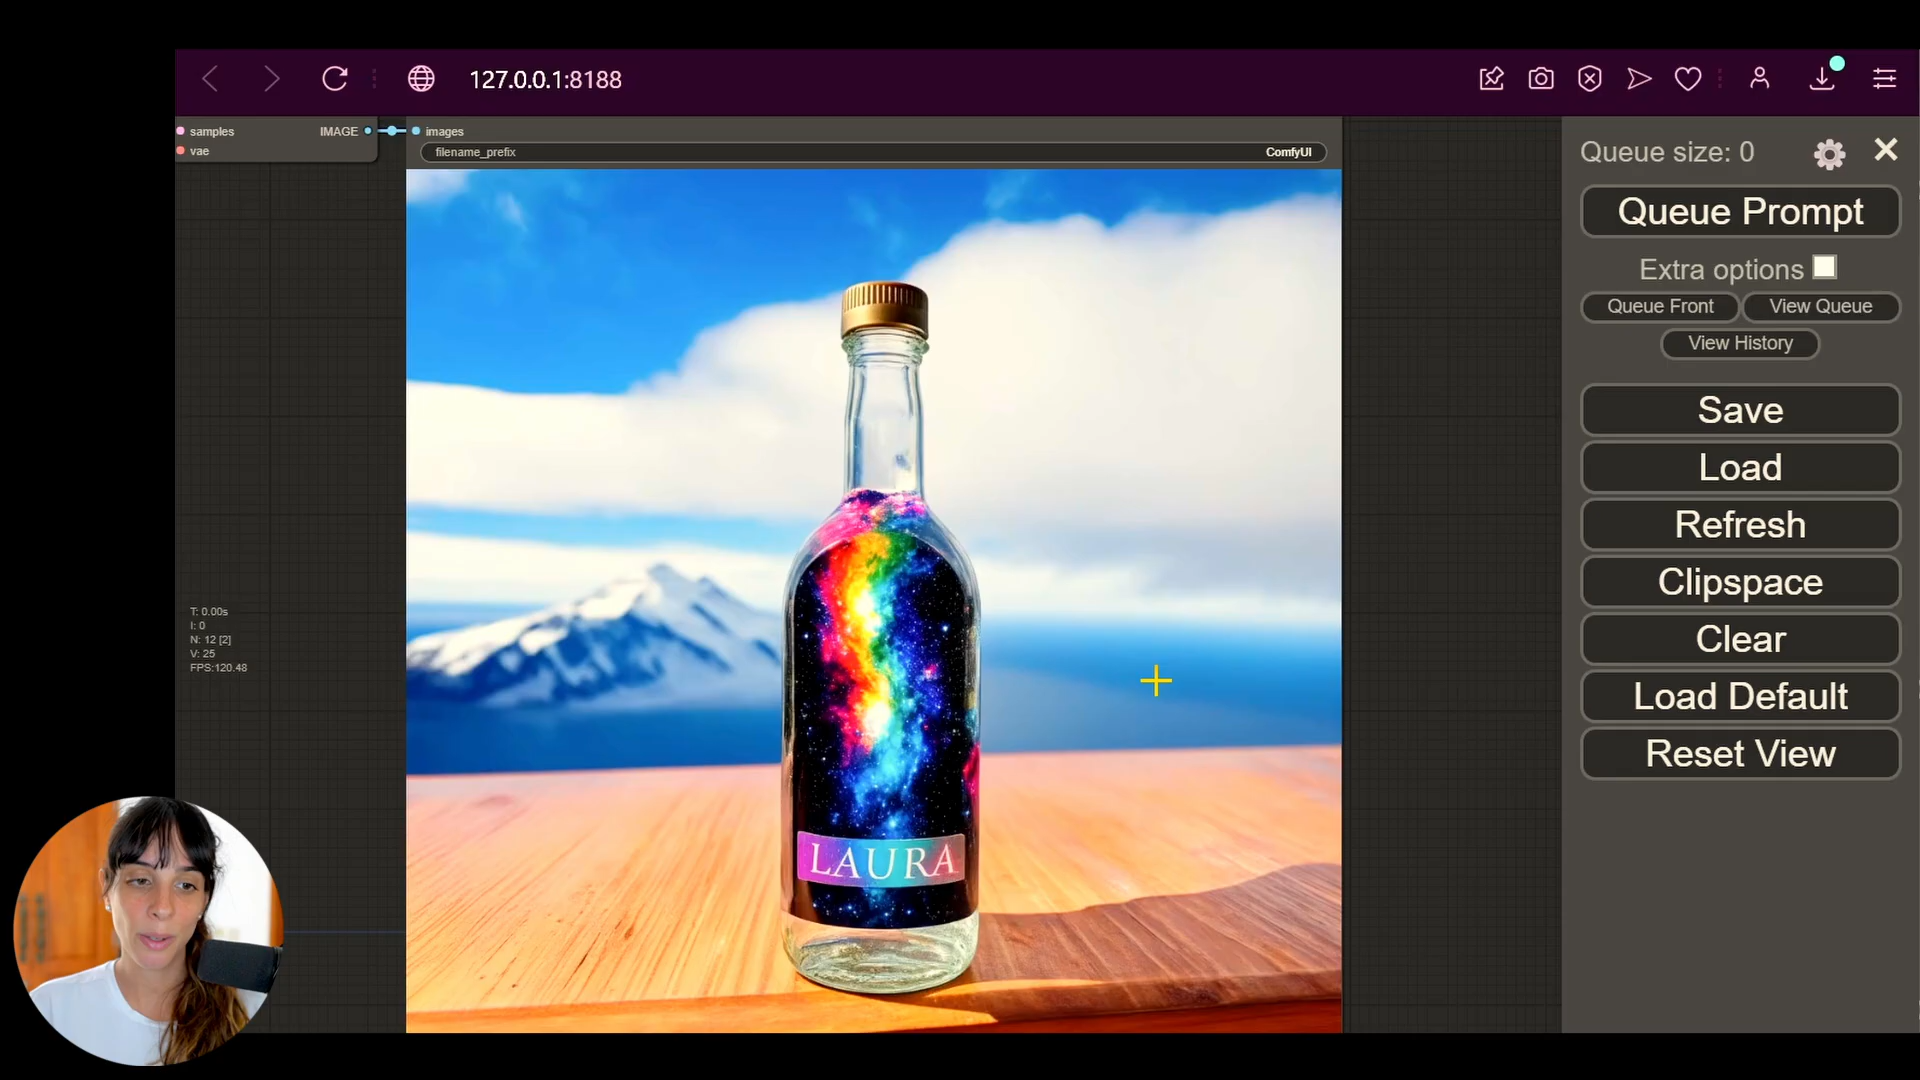 127.0.0.1:8188
samples IMAGE images
vae
filename_prefix ComfyUI
Queue size: 0
Queue Prompt
Extra options
Queue Front View Queue
View History
Save
Load
Refresh
Clipspace
Clear
Load Default
Reset View
T: 0.00s
I: 0
N: 12 [2]
V: 25
FPS:120.48
LAURA